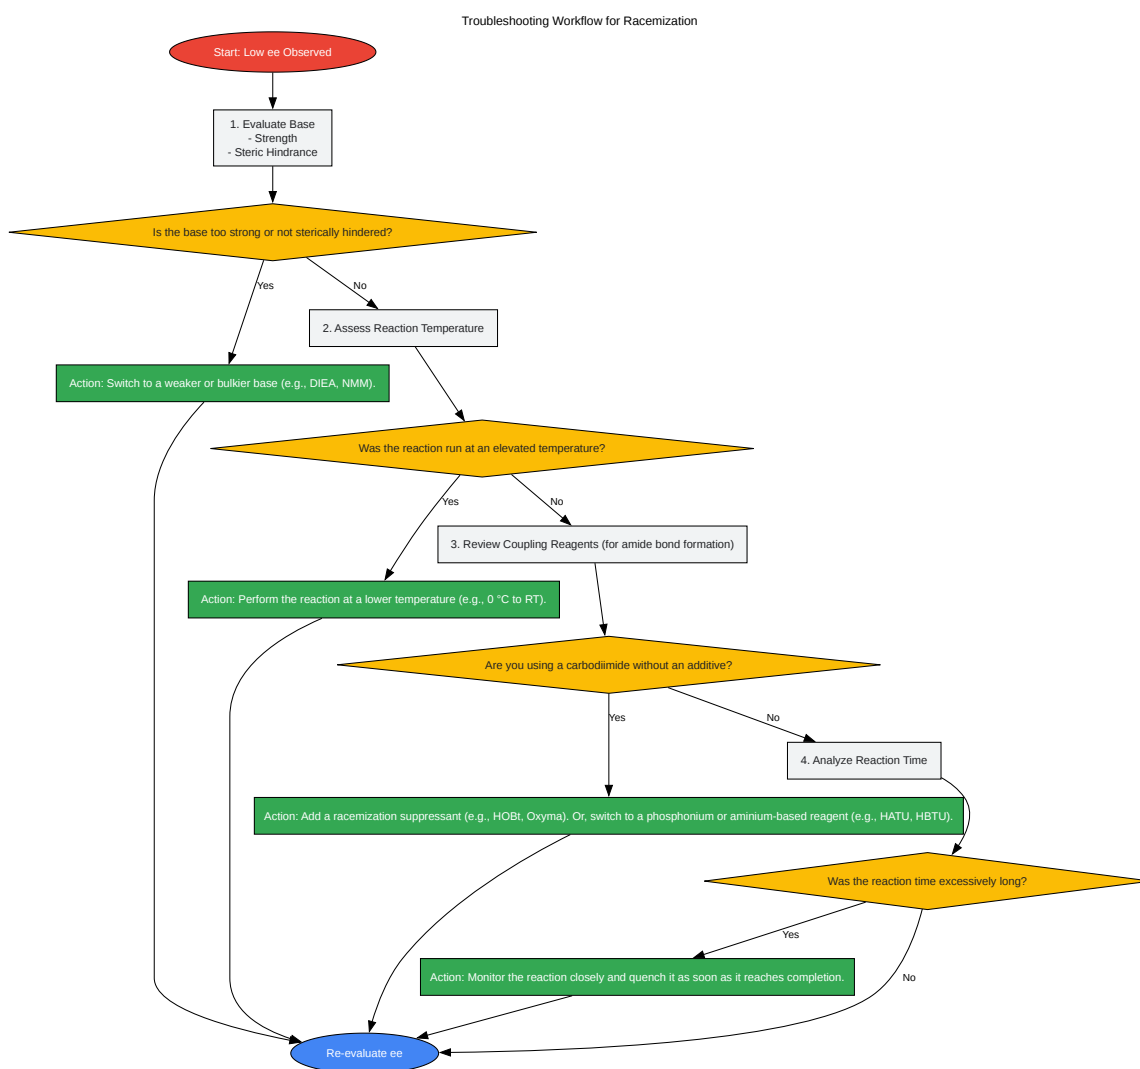 Troubleshooting Workflow for Racemization
Start: Low ee Observed
1. Evaluate Base
- Strength
- Steric Hindrance
Is the base too strong or not sterically hindered?
Yes
No
2. Assess Reaction Temperature
Action: Switch to a weaker or bulkier base (e.g., DIEA, NMM).
Was the reaction run at an elevated temperature?
Yes
No
3. Review Coupling Reagents (for amide bond formation)
Action: Perform the reaction at a lower temperature (e.g., 0 °C to RT).
Are you using a carbodiimide without an additive?
Yes
No
4. Analyze Reaction Time
Action: Add a racemization suppressant (e.g., HOBt, Oxyma). Or, switch to a phosphonium or aminium-based reagent (e.g., HATU, HBTU).
Was the reaction time excessively long?
Yes
No
Action: Monitor the reaction closely and quench it as soon as it reaches completion.
Re-evaluate ee